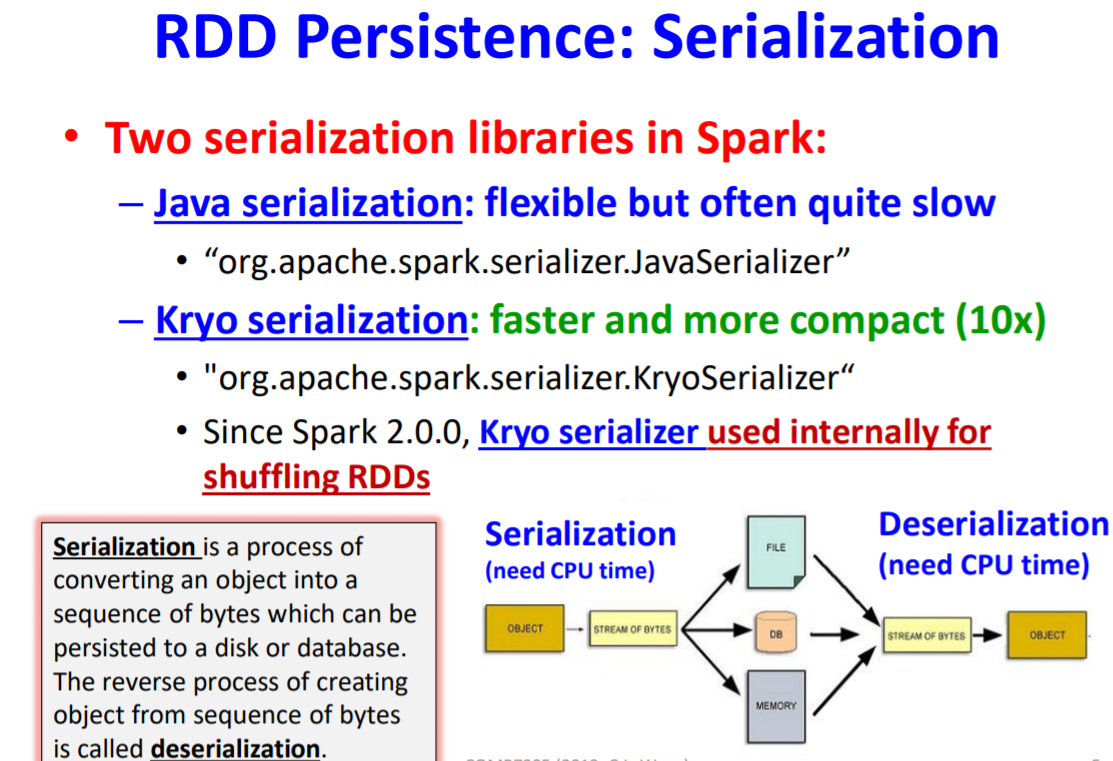 RDD Persistence: Serialization
• Two serialization libraries in Spark:
– Java serialization: flexible but often quite slow
• “org.apache.spark.serializer.JavaSerializer”
– Kryo serialization: faster and more compact (10x)
• "org.apache.spark.serializer.KryoSerializer“
• Since Spark 2.0.0, Kryo serializer used internally for
shuffling RDDs
Serialization is a process of
converting an object into a
sequence of bytes which can be
persisted to a disk or database.
The reverse process of creating
object from sequence of bytes
is called deserialization.
Serialization
(need CPU time)
Deserialization
(need CPU time)
OBJECT
STREAM OF BYTES
FILE
DB
MEMORY
STREAM OF BYTES
OBJECT